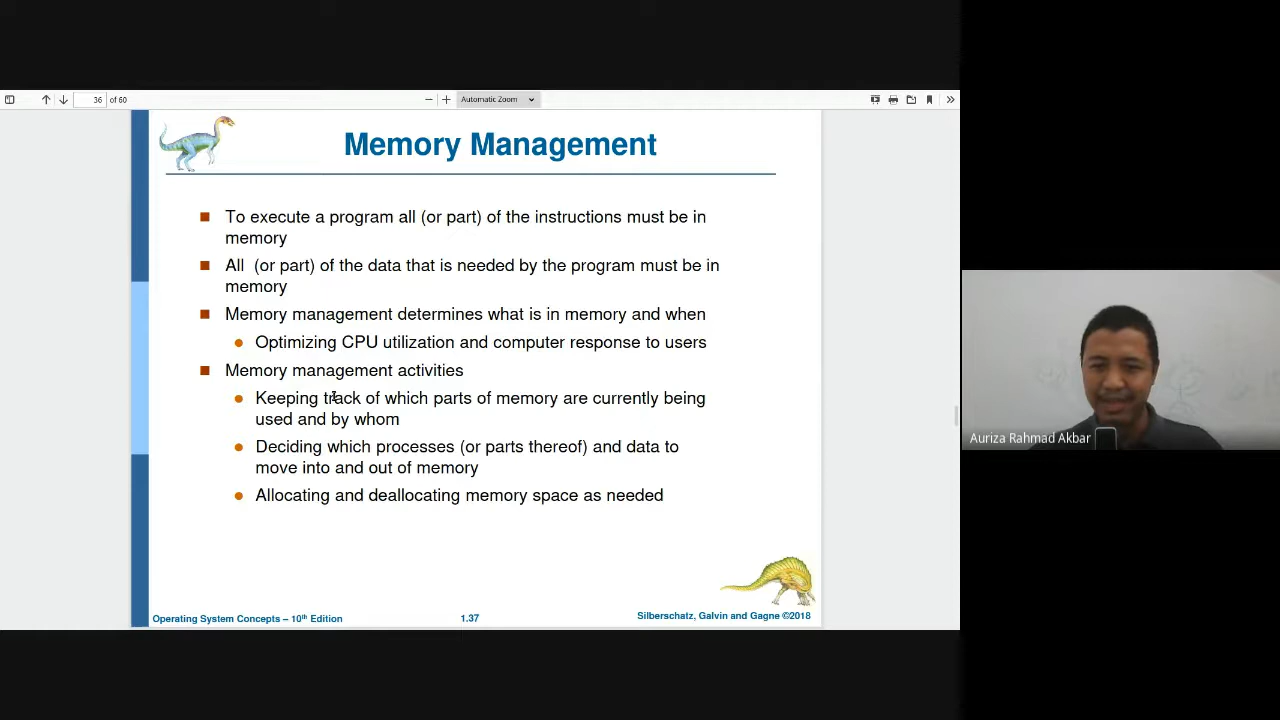 36 of 60
Automatic Zoom
Memory Management
To execute a program all (or part) of the instructions must be in
memory
All (or part) of the data that is needed by the program must be in
memory
Memory management determines what is in memory and when
Optimizing CPU utilization and computer response to users
Memory management activities
Keeping track of which parts of memory are currently being
used and by whom
Deciding which processes (or parts thereof) and data to
move into and out of memory
Allocating and deallocating memory space as needed
Operating System Concepts – 10th Edition
1.37
Silberschatz, Galvin and Gagne ©2018
Auriza Rahmad Akbar